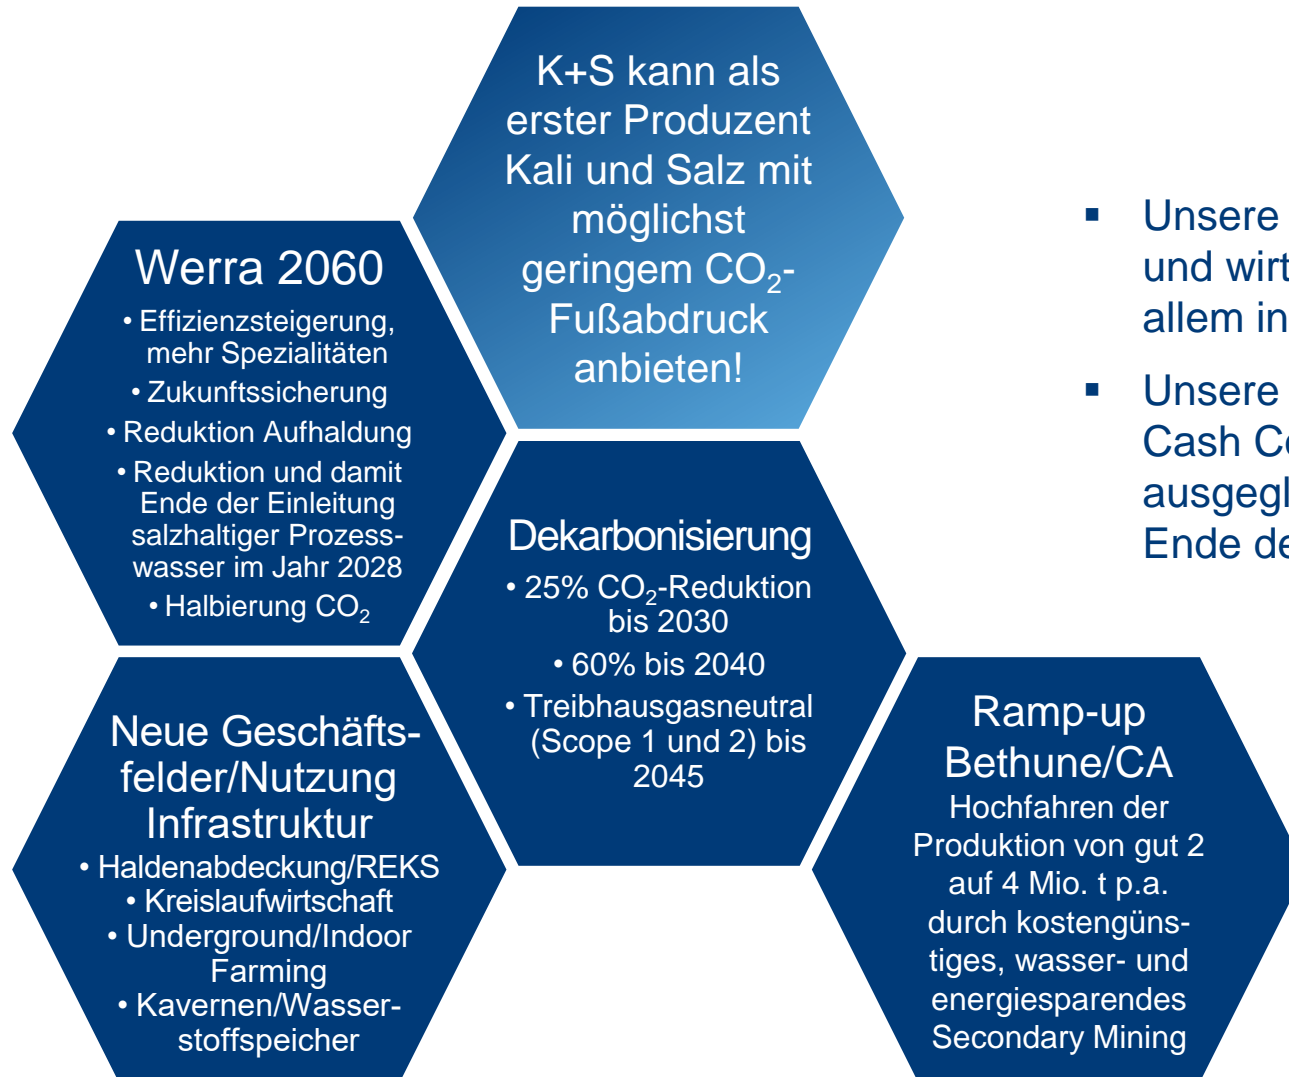 K+S kann als
erster Produzent
Kali und Salz mit
möglichst
geringem CO₂-
Fußabdruck
anbieten!
Werra 2060
• Effizienzsteigerung,
mehr Spezialitäten
• Zukunftssicherung
• Reduktion Aufhaldung
• Reduktion und damit
Ende der Einleitung
salzhaltiger Prozess-
wasser im Jahr 2028
• Halbierung CO₂
Dekarbonisierung
• 25% CO₂-Reduktion
bis 2030
• 60% bis 2040
• Treibhausgasneutral
(Scope 1 und 2) bis
2045
Neue Geschäfts-
felder/Nutzung
Infrastruktur
• Haldenabdeckung/REKS
• Kreislaufwirtschaft
• Underground/Indoor
Farming
• Kavernen/Wasser-
stoffspeicher
Ramp-up
Bethune/CA
Hochfahren der
Produktion von gut 2
auf 4 Mio. t p.a.
durch kostengüns-
tiges, wasser- und
energiesparendes
Secondary Mining
▪ Unsere
und wirt
allem in
▪ Unsere
Cash Co
ausgegl
Ende de